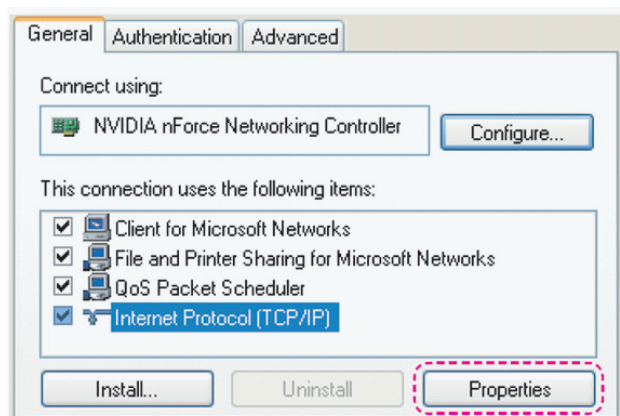 General Authentication Advanced
Connect using:
NVIDIA nForce Networking Controller Configure...
This connection uses the following items:
Client for Microsoft Networks
File and Printer Sharing for Microsoft Networks
QoS Packet Scheduler
Internet Protocol (TCP/IP)
Install... Uninstall Properties